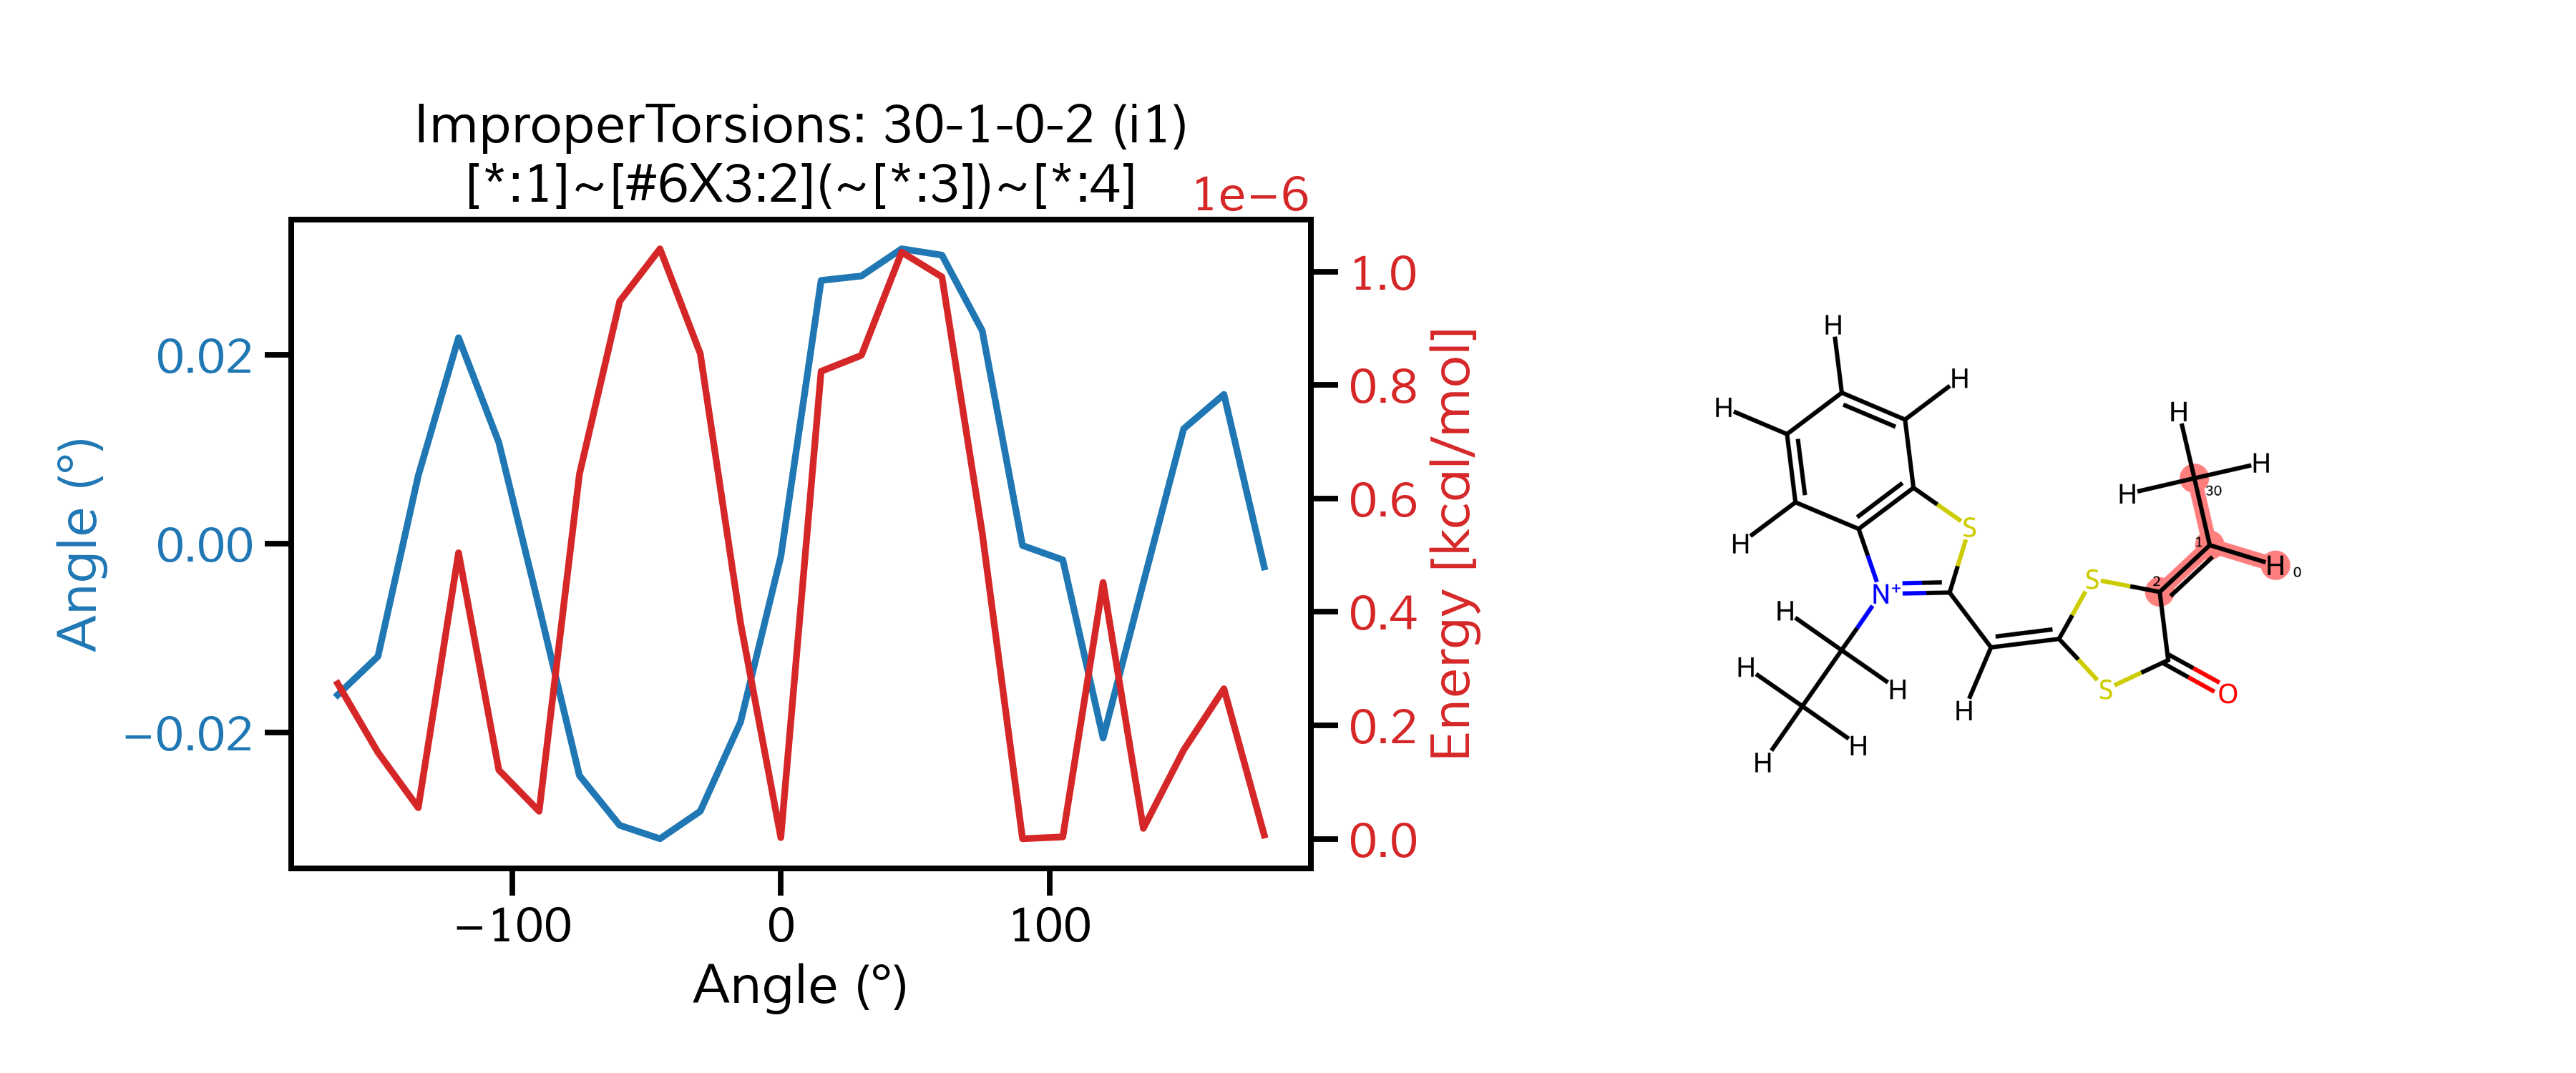 ImproperTorsions: 30-1-0-2 (i1)
[*:1]~[#6X3:2](~[*:3])~[*:4]
1e−6
0.02
0.00
−0.02
Angle (°)
1.0
0.8
0.6
0.4
0.2
0.0
Energy [kcal/mol]
−100
0
100
Angle (°)
H
H
H
H
H
H
H
30
S
1
H
0
H
S
2
N⁺
H
H
H
S
O
H
H
H